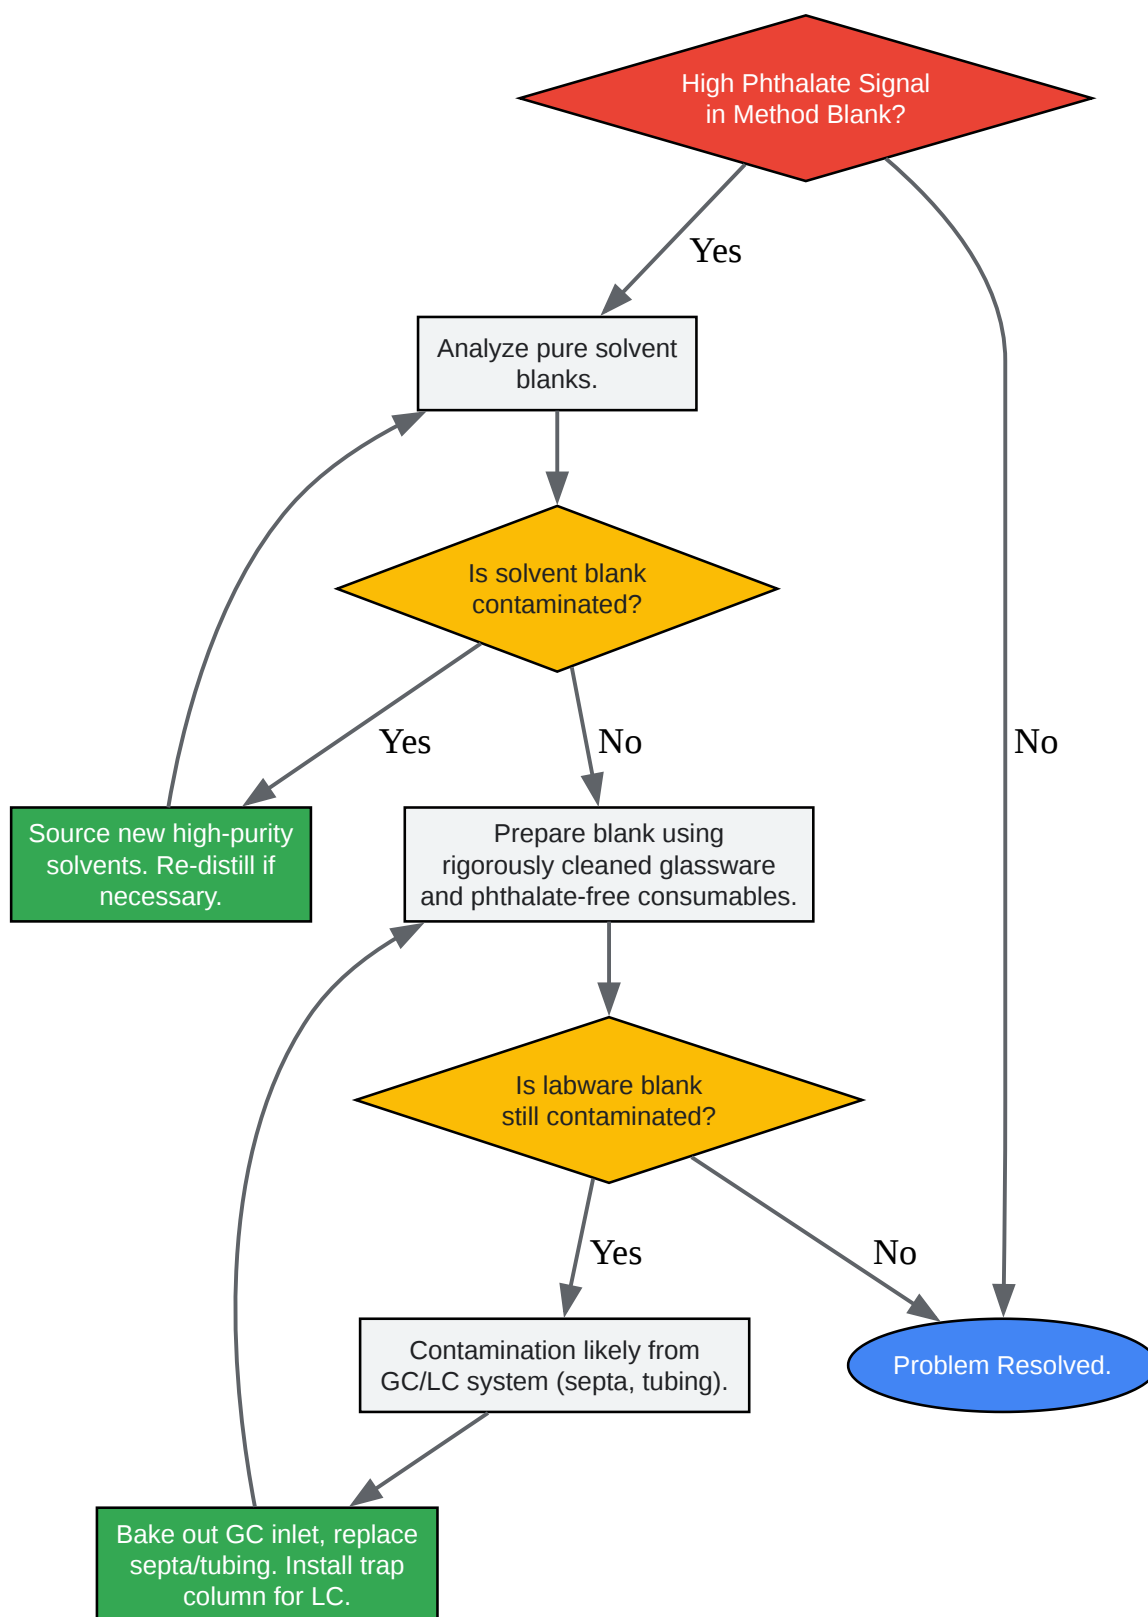 High Phthalate Signal
in Method Blank?
Yes
Analyze pure solvent
blanks.
Is solvent blank
contaminated?
Yes
No
No
Source new high-purity
solvents. Re-distill if
necessary.
Prepare blank using
rigorously cleaned glassware
and phthalate-free consumables.
Is labware blank
still contaminated?
Yes
No
Contamination likely from
GC/LC system (septa, tubing).
Problem Resolved.
Bake out GC inlet, replace
septa/tubing. Install trap
column for LC.